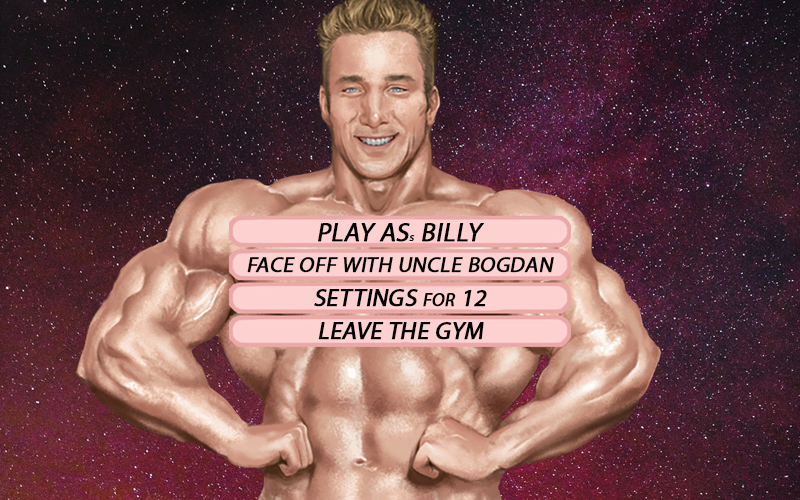 PLAY ASs BILLY
FACE OFF WITH UNCLE BOGDAN
SETTINGS FOR 12
LEAVE THE GYM